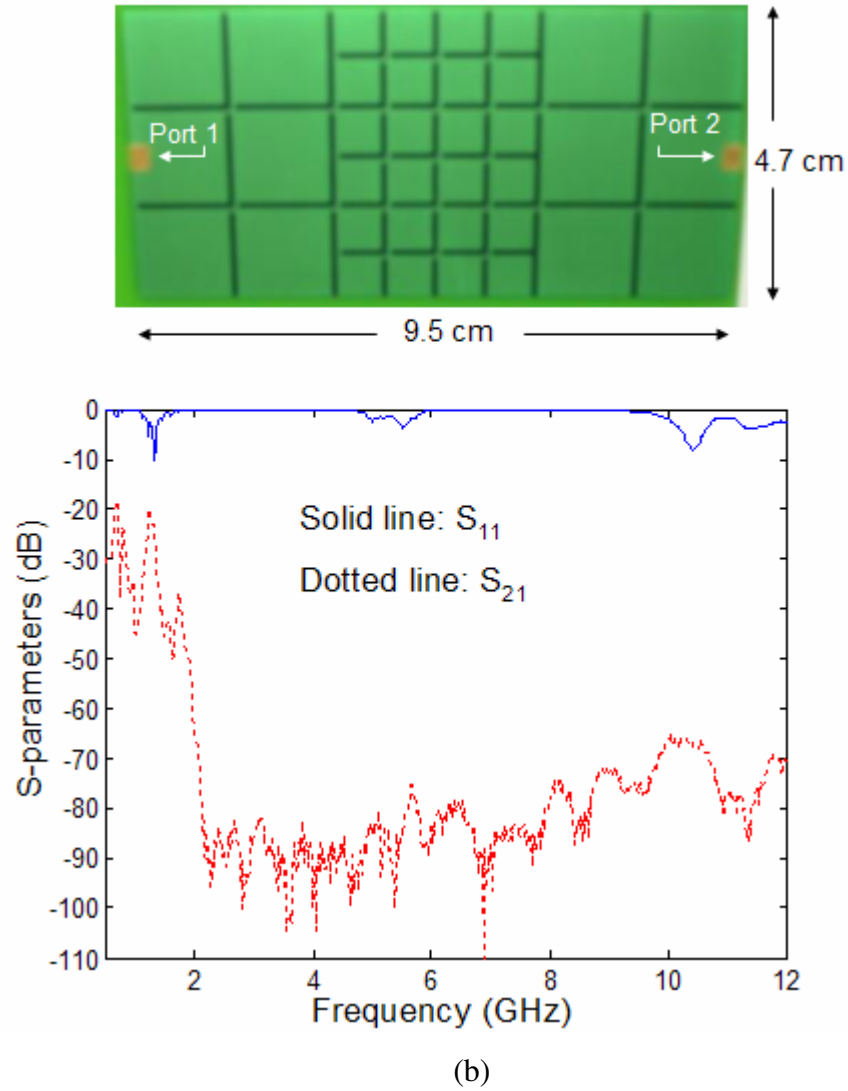 Port 1
Port 2
4.7 cm
9.5 cm
0
-10
-20
-30
-40
-50
-60
-70
-80
-90
-100
-110
S-parameters (dB)
Solid line: S11
Dotted line: S21
2
4
6
8
10
12
Frequency (GHz)
(b)